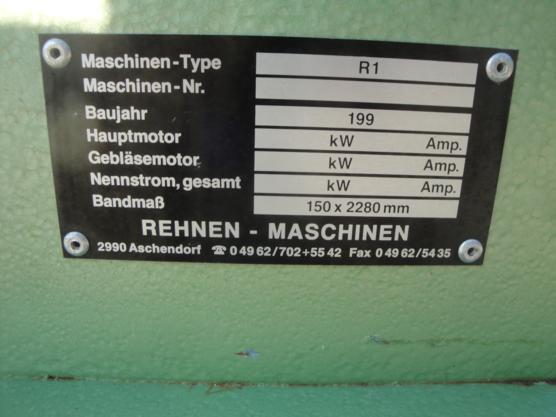 Maschinen-Type R1
Maschinen-Nr.
Baujahr 199
Hauptmotor kW Amp.
Gebläsemotor kW Amp.
Nennstrom, gesamt kW Amp.
Bandmaß 150 x 2280 mm
REHNEN - MASCHINEN
2990 Aschendorf ☎ 0 49 62/702+55 42 Fax 0 49 62/54 35